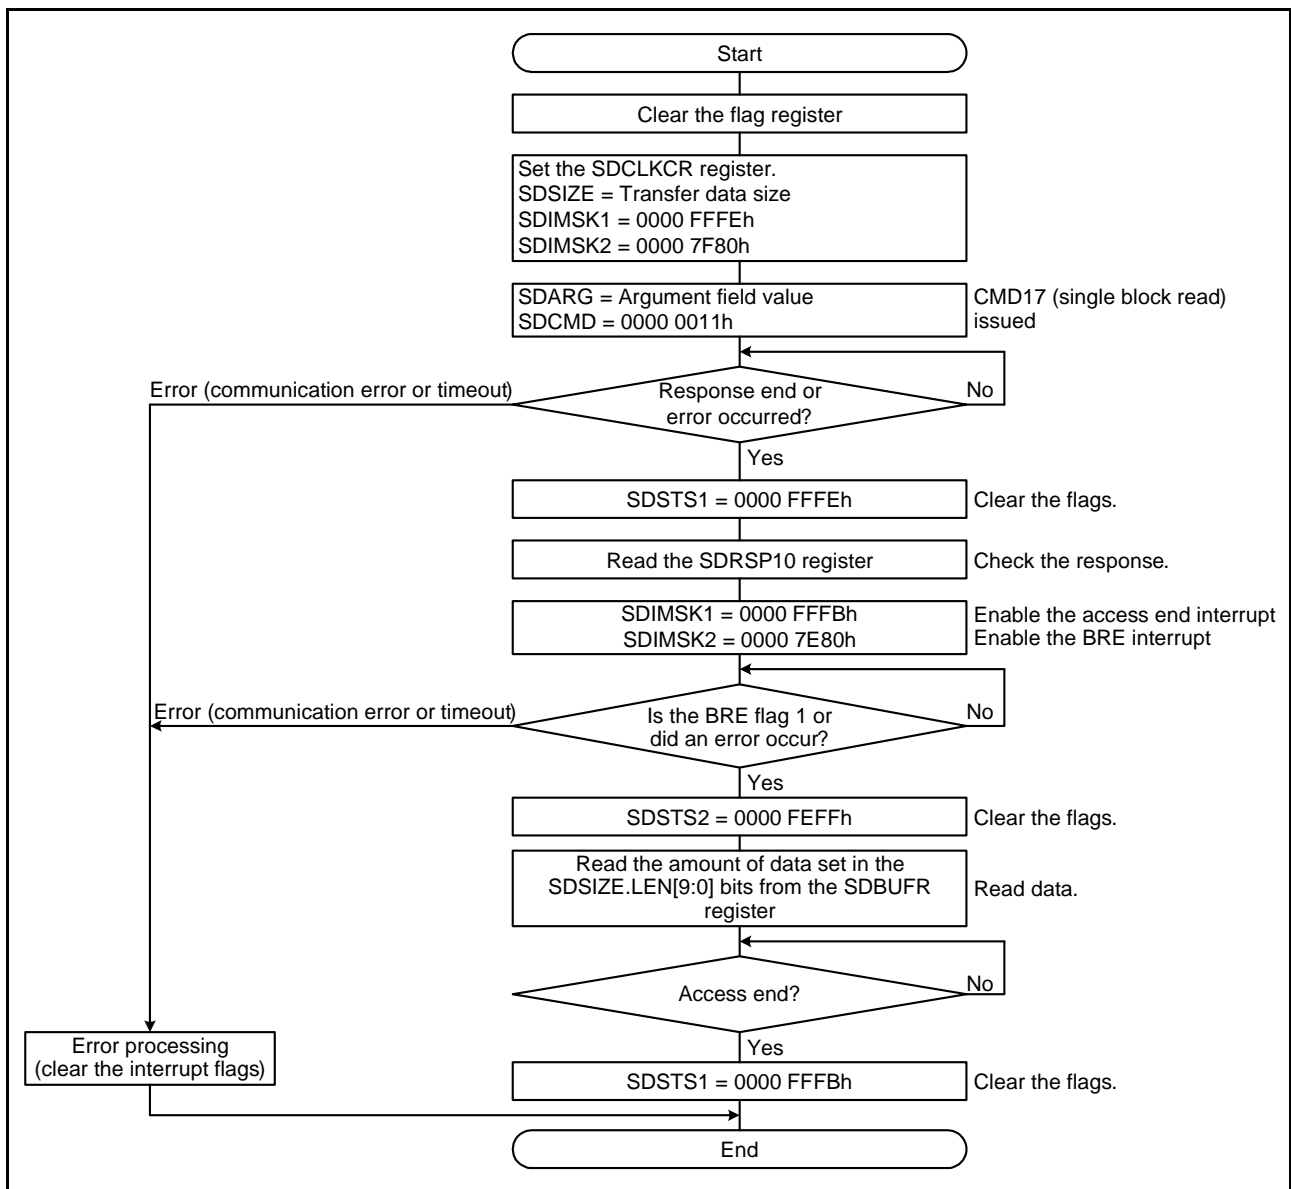 Start
Clear the flag register
Set the SDCLKCR register.
SDSIZE = Transfer data size
SDIMSK1 = 0000 FFFEh
SDIMSK2 = 0000 7F80h
SDARG = Argument field value
SDCMD = 0000 0011h
CMD17 (single block read)
issued
Error (communication error or timeout)
Response end or
error occurred?
No
Yes
SDSTS1 = 0000 FFFEh
Clear the flags.
Read the SDRSP10 register
Check the response.
SDIMSK1 = 0000 FFFBh
SDIMSK2 = 0000 7E80h
Enable the access end interrupt
Enable the BRE interrupt
Error (communication error or timeout)
Is the BRE flag 1 or
did an error occur?
No
Yes
SDSTS2 = 0000 FEFFh
Clear the flags.
Read the amount of data set in the
SDSIZE.LEN[9:0] bits from the SDBUFR
register
Read data.
Access end?
No
Yes
Error processing
(clear the interrupt flags)
SDSTS1 = 0000 FFFBh
Clear the flags.
End